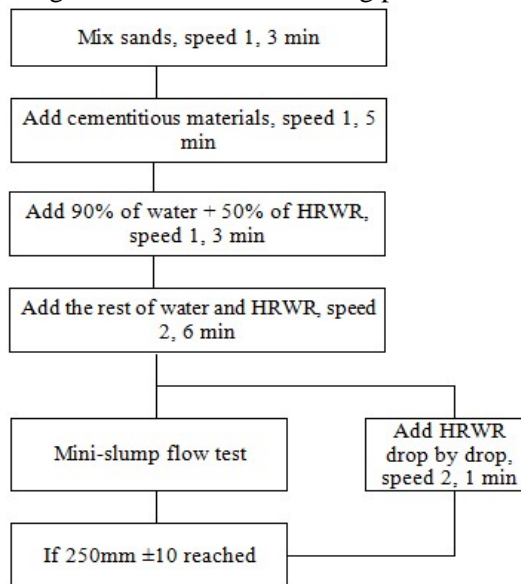 Mix sands, speed 1, 3 min
Add cementitious materials, speed 1, 5
min
Add 90% of water + 50% of HRWR,
speed 1, 3 min
Add the rest of water and HRWR, speed
2, 6 min
Mini-slump flow test
Add HRWR
drop by drop,
speed 2, 1 min
If 250mm ±10 reached